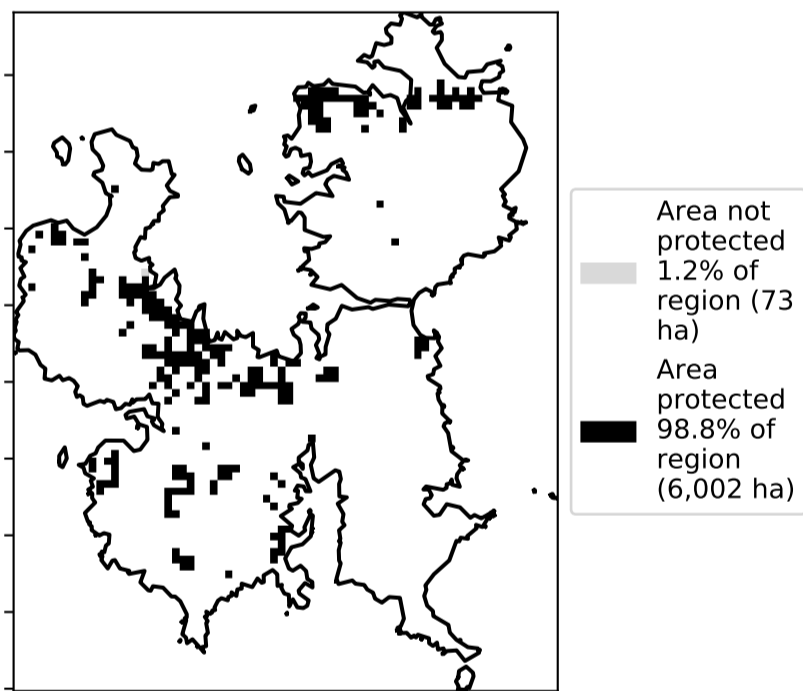 Area not
protected
1.2% of
region (73
ha)
Area
protected
98.8% of
region
(6,002 ha)